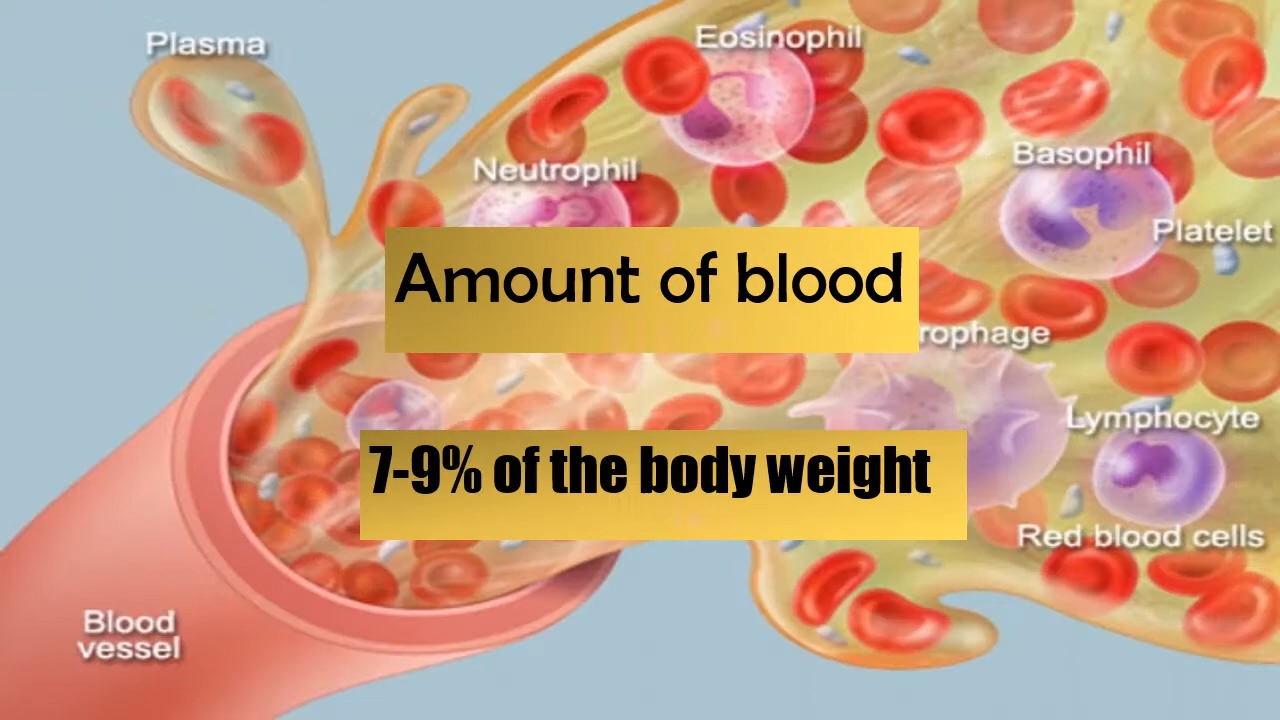 Plasma
Eosinophil
Neutrophil
Basophil
Platelet
Amount of blood
rophage
Lymphocyte
7-9% of the body weight
Red blood cells
Blood
vessel